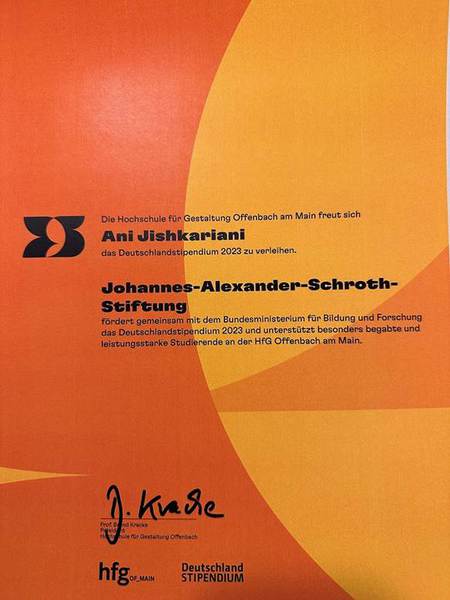 Die Hochschule für Gestaltung Offenbach am Main freut sich
Ani Jishkariani
das Deutschlandstipendium 2023 zu verleihen.
Johannes-Alexander-Schroth-
Stiftung
fördert gemeinsam mit dem Bundesministerium für Bildung und Forschung
das Deutschlandstipendium 2023 und unterstützt besonders begabte und
leistungsstarke Studierende an der HfG Offenbach am Main.
B. Kracke
Prof. Bernd Kracke
Präsident
Hochschule für Gestaltung Offenbach
hfg OF_MAIN
Deutschland
STIPENDIUM